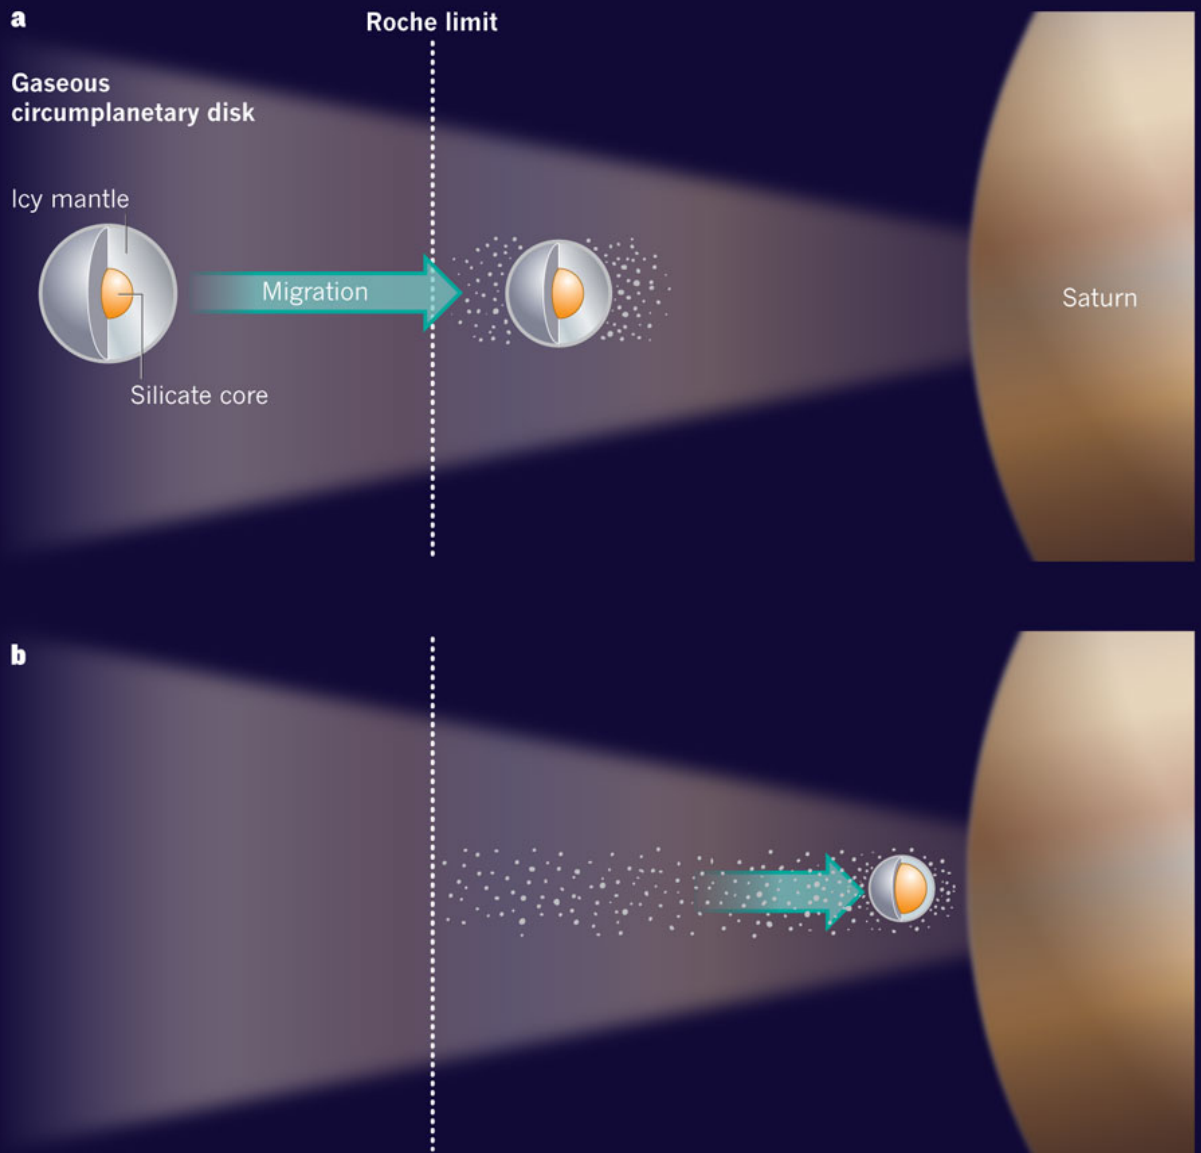 a
Roche limit
Gaseous
circumplanetary disk
Icy mantle
Migration
Saturn
Silicate core
b